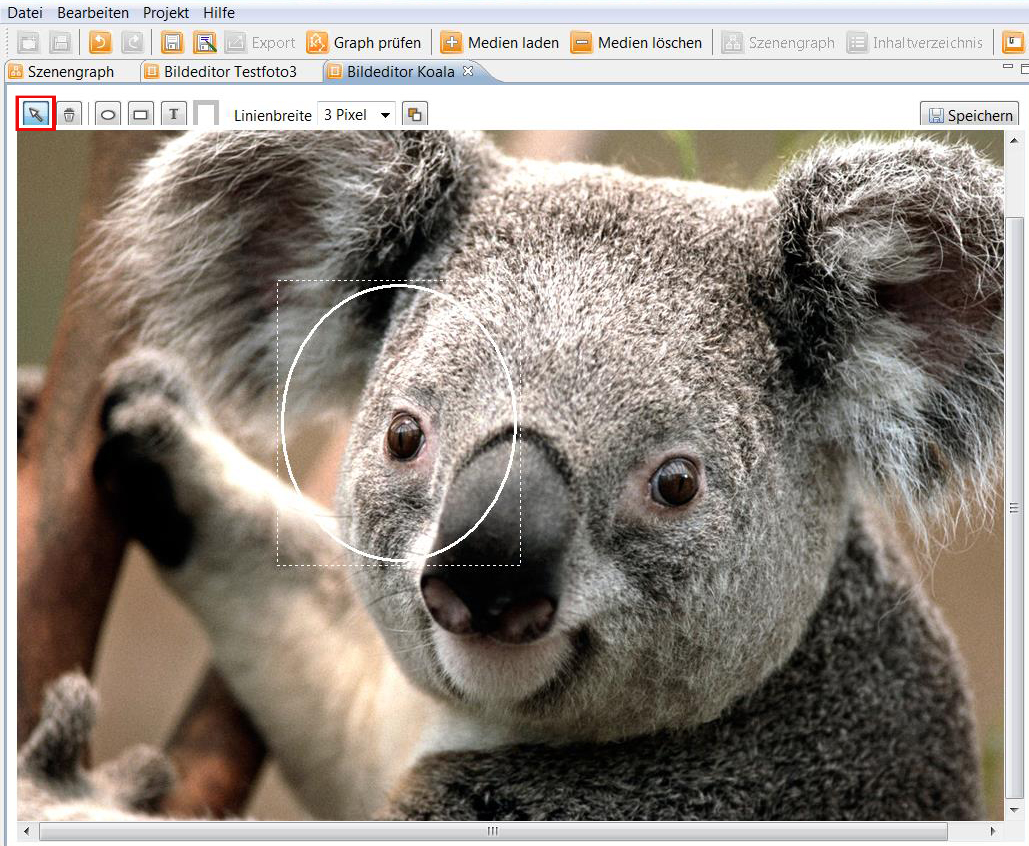 Datei Bearbeiten Projekt Hilfe
Export Graph prüfen Medien laden Medien löschen Szenengraph Inhaltverzeichnis
Szenengraph Bildeditor Testfoto3 Bildeditor Koala
T Linienbreite 3 Pixel Speichern